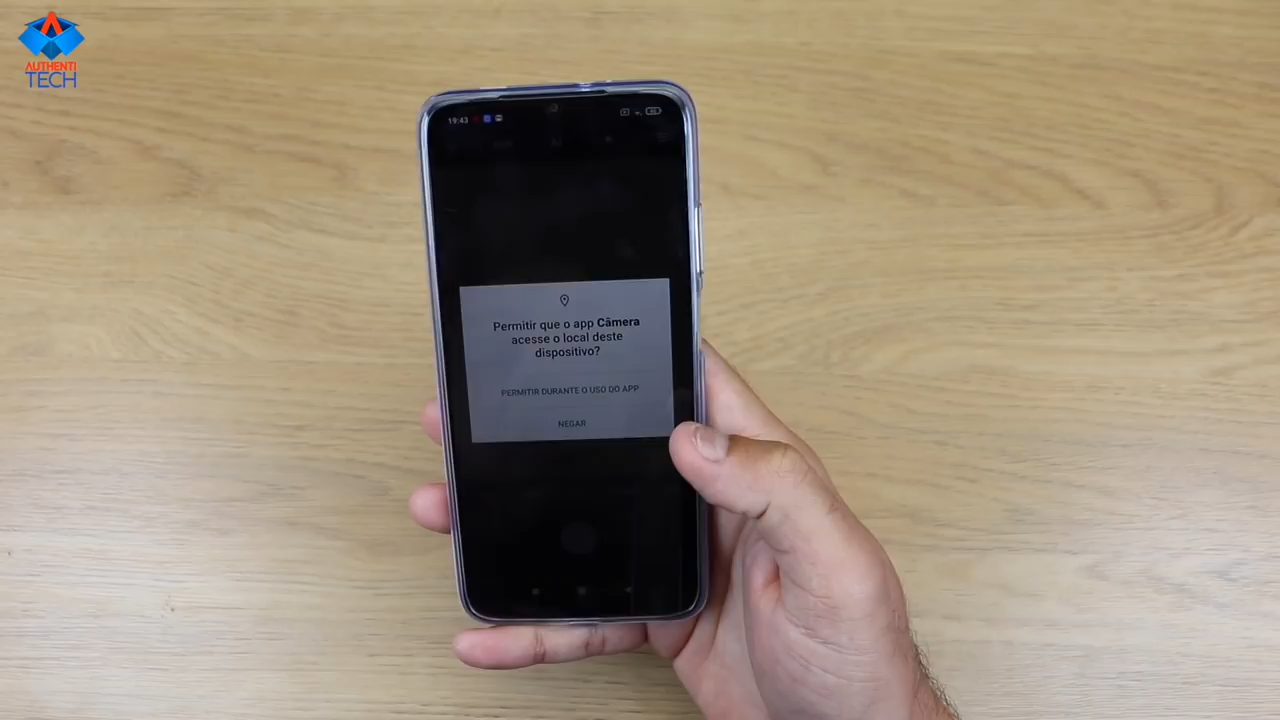 AUTHENTI
TECH
19:43
Permitir que o app Câmera
acesse o local deste
dispositivo?
PERMITIR DURANTE O USO DO APP
NEGAR